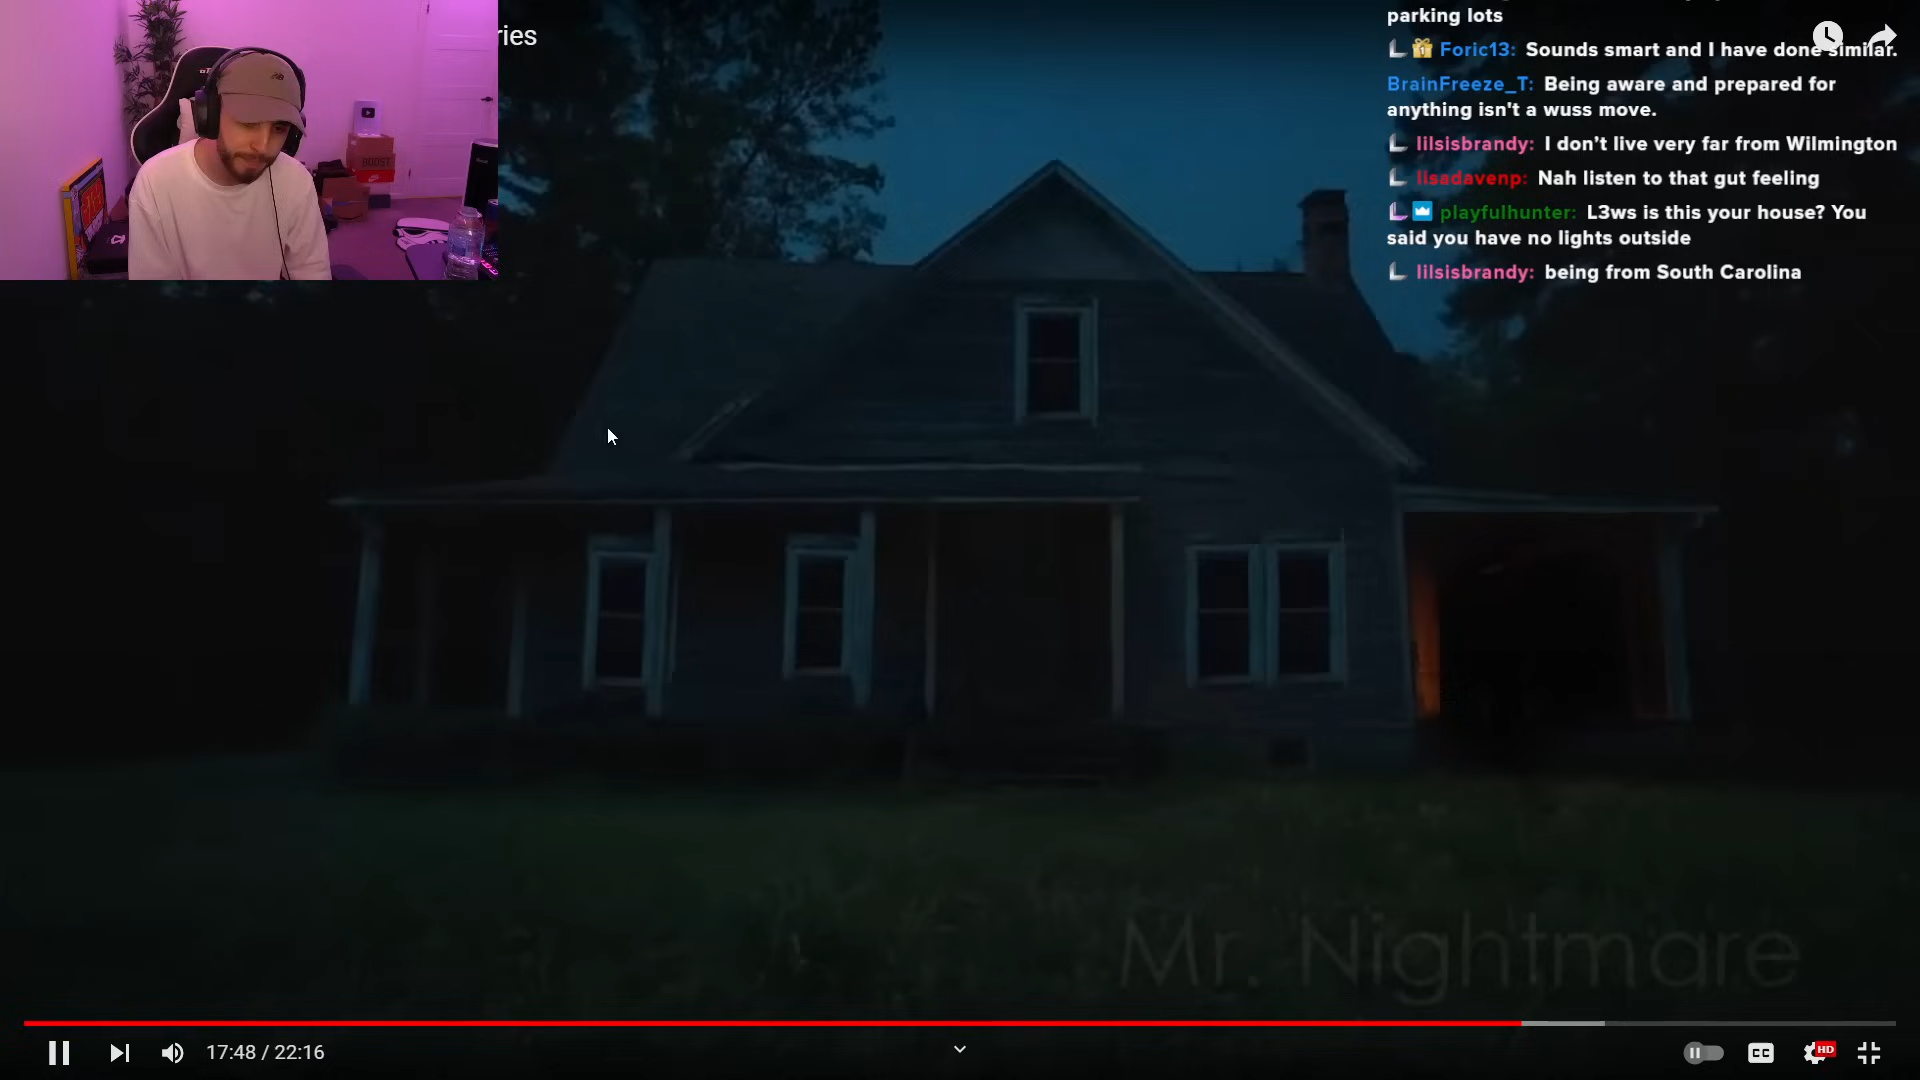 ries
parking lots
Foric13: Sounds smart and I have done similar.
BrainFreeze_T: Being aware and prepared for
anything isn't a wuss move.
lilsisbrandy: I don't live very far from Wilmington
lisadavenp: Nah listen to that gut feeling
playfulhunter: L3ws is this your house? You
said you have no lights outside
lilsisbrandy: being from South Carolina
BOOST
Mr. Nightmare
17:48 / 22:16
CC
HD